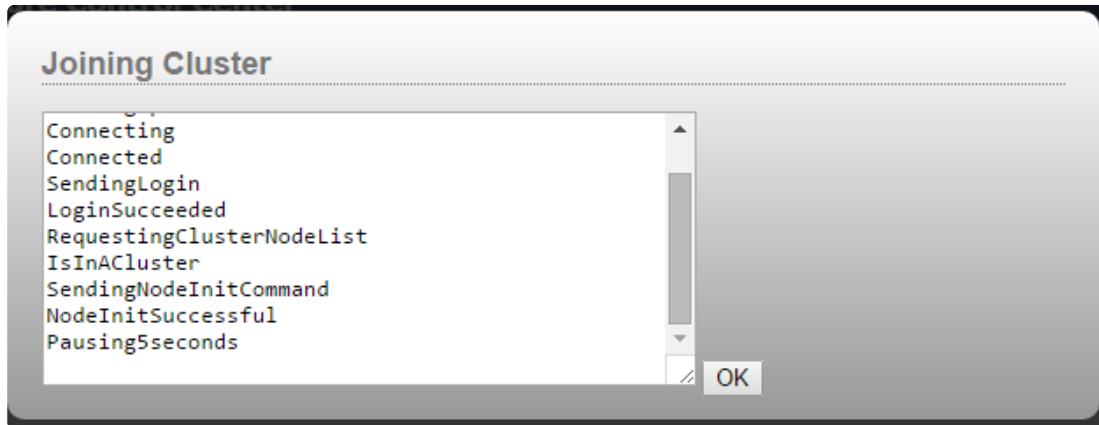 Joining Cluster
Connecting
Connected
SendingLogin
LoginSucceeded
RequestingClusterNodeList
IsInACluster
SendingNodeInitCommand
NodeInitSuccessful
Pausing5seconds
OK